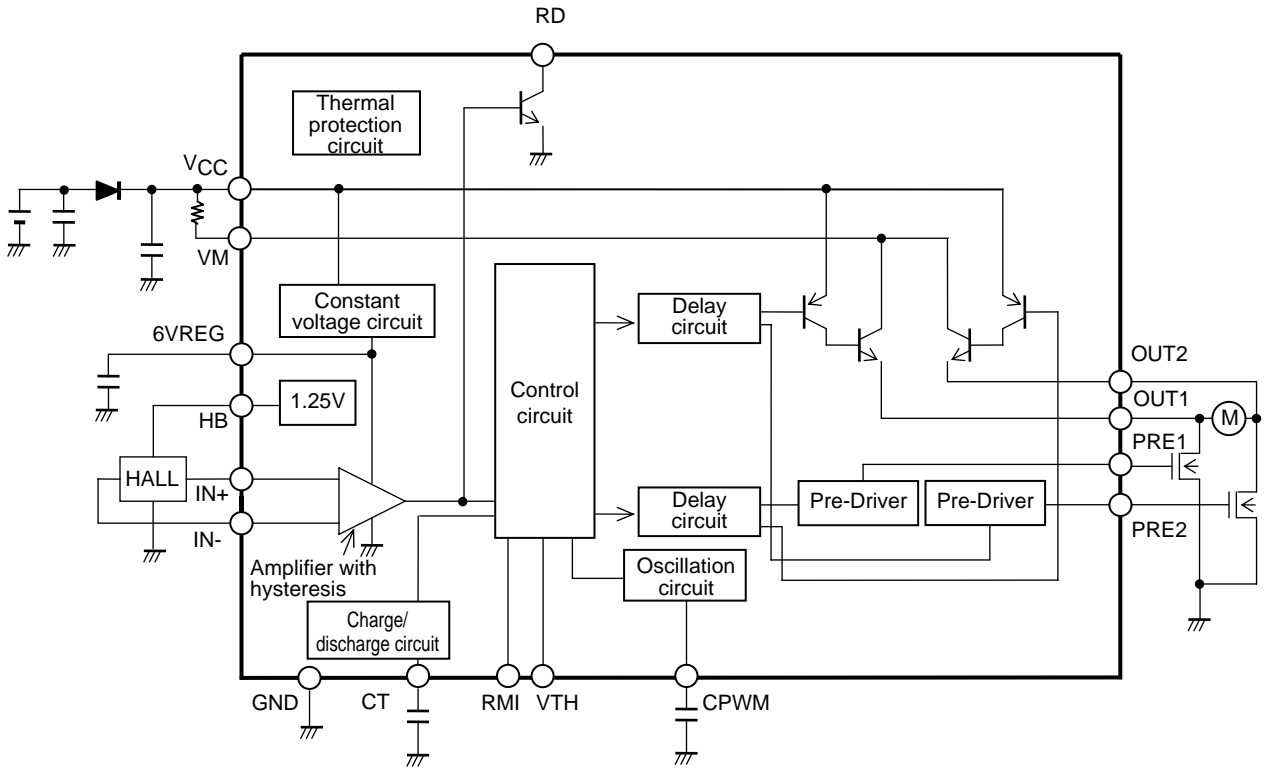 RD
Thermal
protection
circuit
VCC
VM
Constant
voltage circuit
Delay
circuit
6VREG
OUT2
1.25V
Control
circuit
OUT1
HB
M
PRE1
HALL
IN+
Delay
circuit
Pre-Driver
Pre-Driver
PRE2
IN-
Amplifier with
hysteresis
Oscillation
circuit
Charge/
discharge circuit
GND
CT
RMI
VTH
CPWM